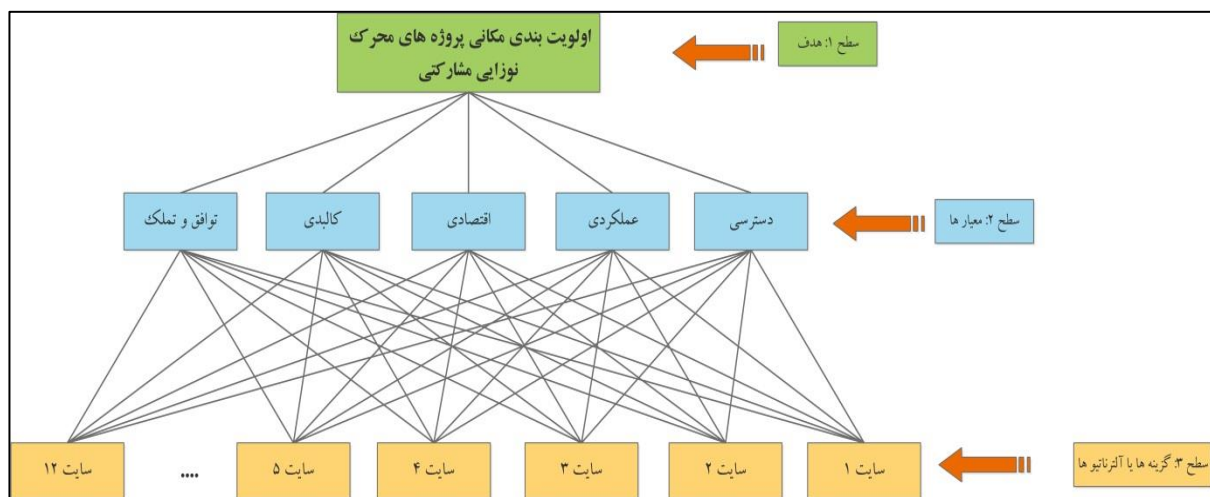 اولویت بندی مکانی پروژه های محرک
نوزایی مشارکتی
سطح ۱: هدف
دسترسی
عملکردی
اقتصادی
کالبدی
توافق و تملک
سطح ۲: معیار ها
سایت ۱
سایت ۲
سایت ۳
سایت ۴
سایت ۵
....
سایت ۱۲
سطح ۳: گزینه ها یا آلترناتیو ها